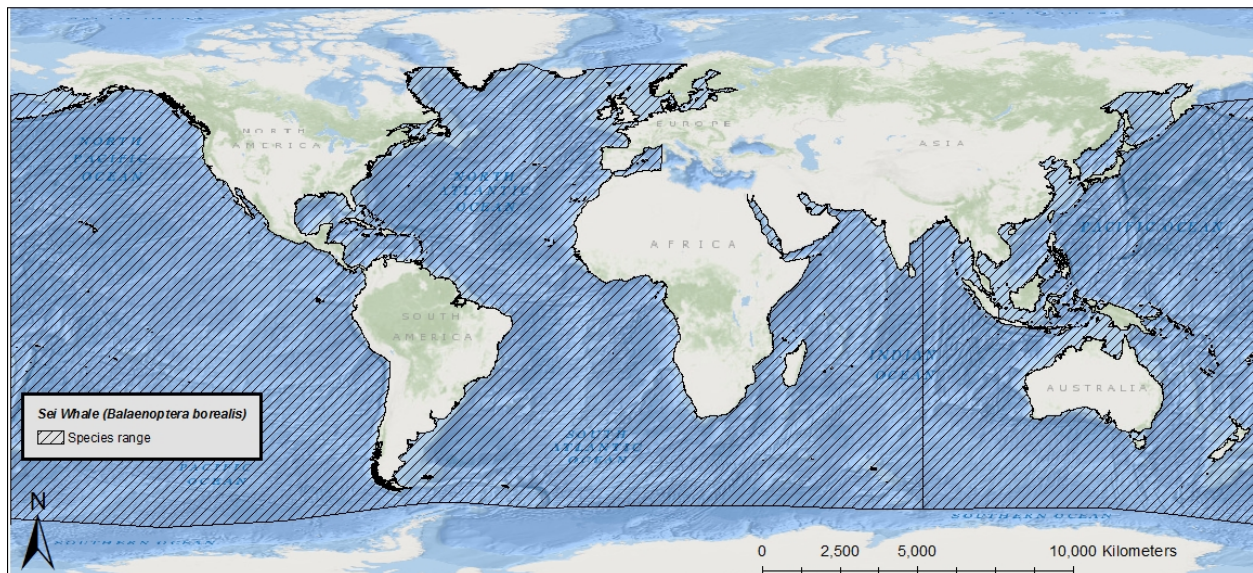 NORTH
PACIFIC
OCEAN
NORTH
AMERICA
NORTH
ATLANTIC
OCEAN
EUROPE
ASIA
AFRICA
PACIFIC OCEAN
SOUTH
AMERICA
INDIAN
OCEAN
AUSTRALIA
Sei Whale (Balaenoptera borealis)
Species range
SOUTH
ATLANTIC
OCEAN
PACIFIC
OCEAN
N
SOUTHERN OCEAN
SOUTHERN OCEAN
0 2,500 5,000 10,000 Kilometers